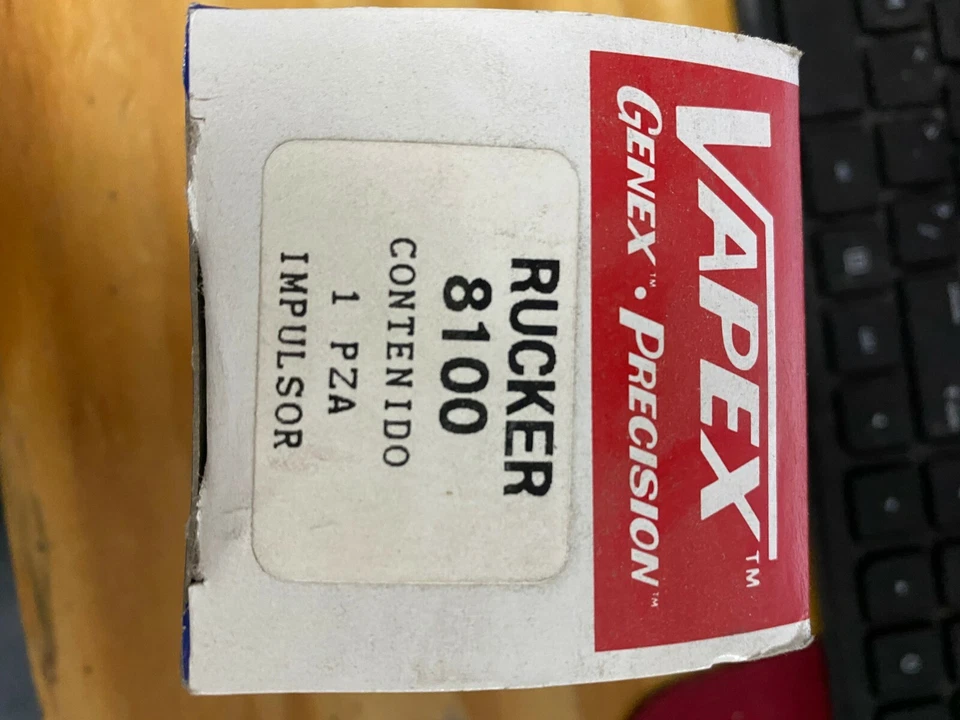 VAPEX™
GENEX™ • PRECISION™
RUCKER
8100
CONTENIDO
1 PZA
IMPULSOR